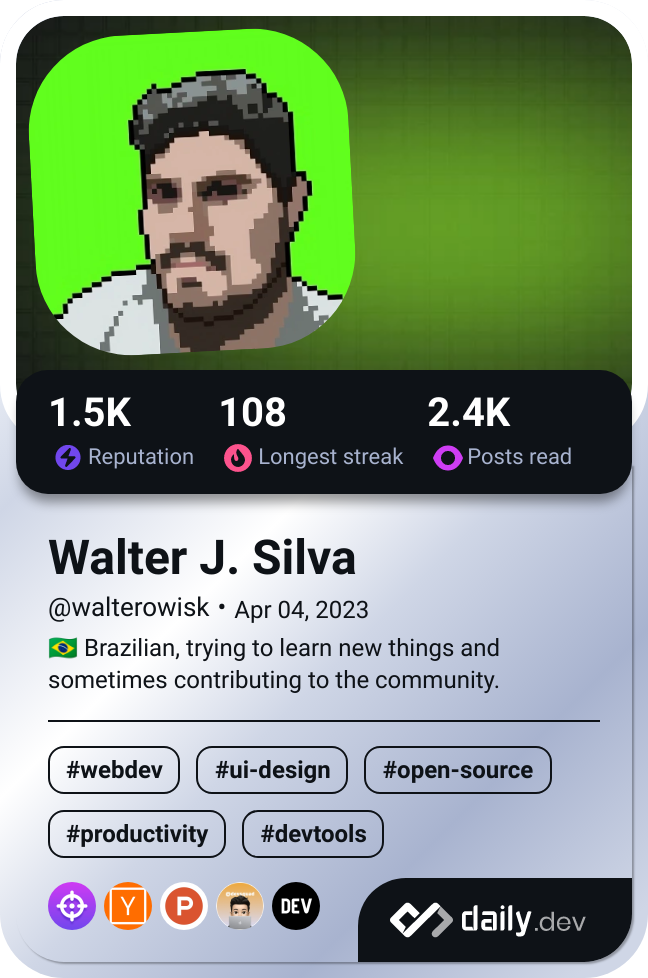 1.5K 108 2.4K
Reputation Longest streak Posts read
Walter J. Silva
@walterowisk • Apr 04, 2023
🇧🇷 Brazilian, trying to learn new things and
sometimes contributing to the community.
#webdev #ui-design #open-source
#productivity #devtools
Y P DEV
daily.dev